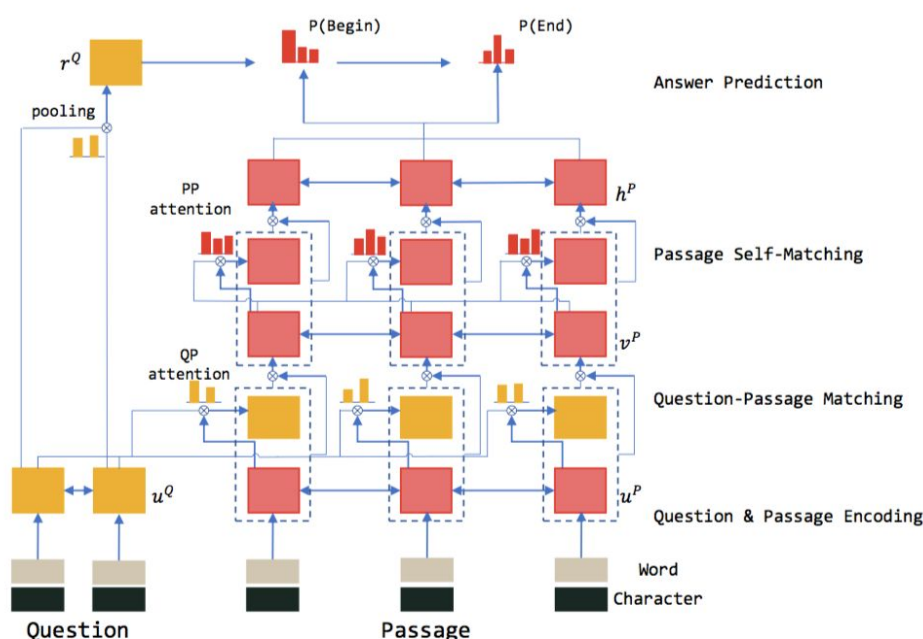 P(Begin)
P(End)
r^Q
Answer Prediction
pooling
PP
attention
h^P
Passage Self-Matching
v^P
QP
attention
Question-Passage Matching
u^Q
u^P
Question & Passage Encoding
Word
Character
Question
Passage